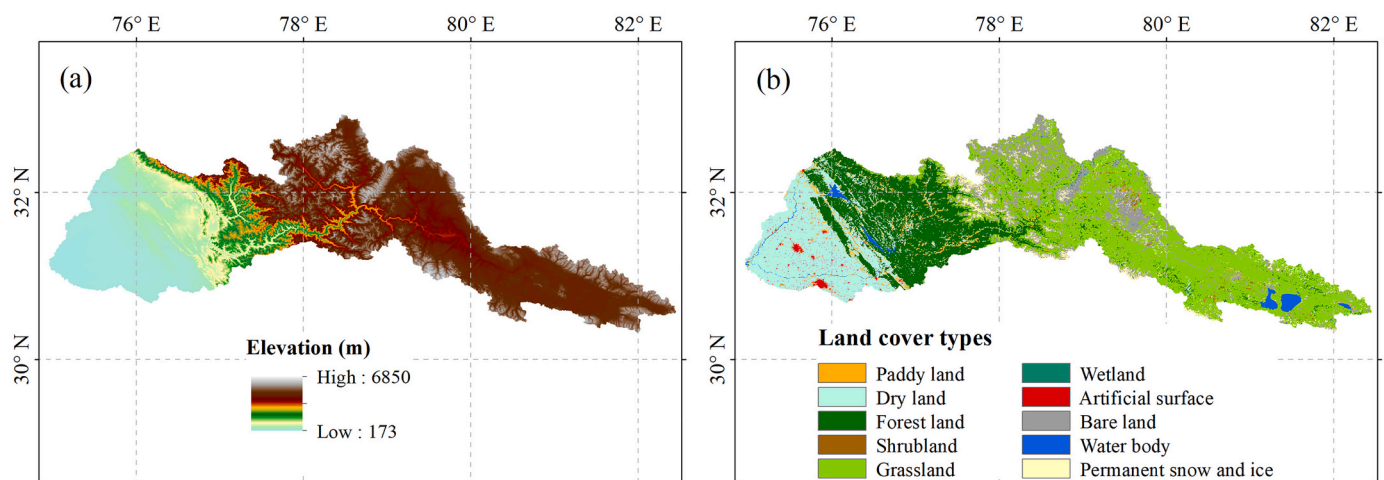 76° E 78° E 80° E 82° E
(a)
32° N
30° N
Elevation (m)
High : 6850
Low : 173
76° E 78° E 80° E 82° E
(b)
32° N
30° N
Land cover types
Paddy land
Dry land
Forest land
Shrubland
Grassland
Wetland
Artificial surface
Bare land
Water body
Permanent snow and ice